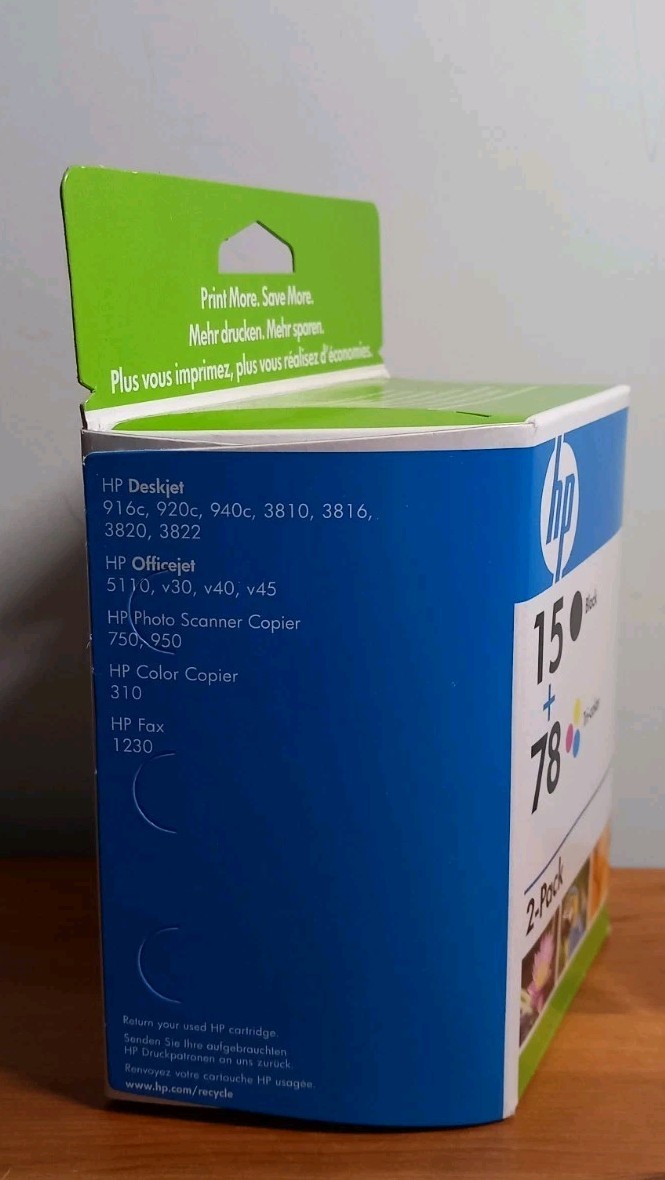 Print More. Save More.
Mehr drucken. Mehr sparen.
Plus vous imprimez, plus vous réalisez d'économies.
HP Deskjet
916c, 920c, 940c, 3810, 3816,
3820, 3822
HP Officejet
5110, v30, v40, v45
HP Photo Scanner Copier
750, 950
HP Color Copier
310
HP Fax
1230
Return your used HP cartridge.
Senden Sie Ihre aufgebrauchten
HP Druckpatronen an uns zurück.
Renvoyez votre cartouche HP usagée.
www.hp.com/recycle
hp
15 Black
+
78 Tri-color
2-Pack